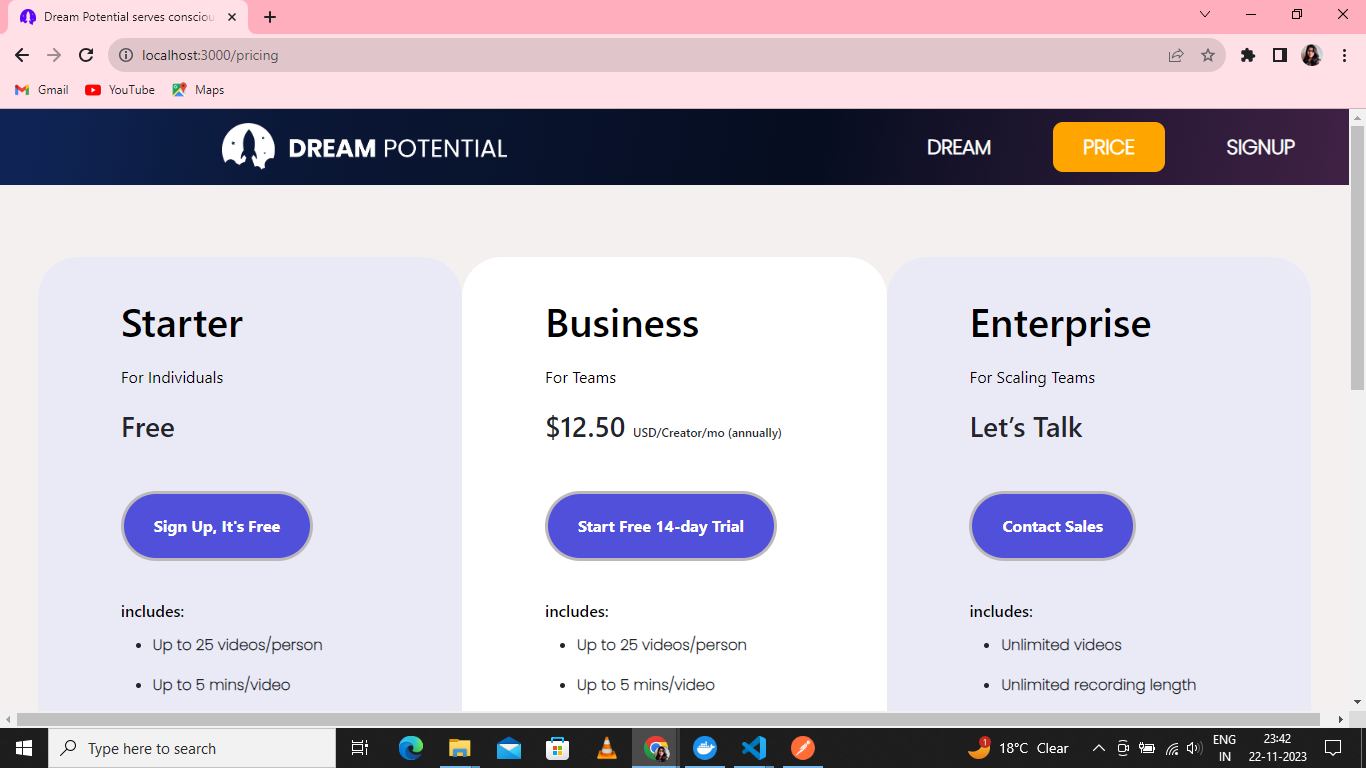 Dream Potential serves consciou
localhost:3000/pricing
Gmail YouTube Maps
DREAM POTENTIAL DREAM PRICE SIGNUP
Starter
For Individuals
Free
Sign Up, It's Free
includes:
• Up to 25 videos/person
• Up to 5 mins/video
Business
For Teams
$12.50 USD/Creator/mo (annually)
Start Free 14-day Trial
includes:
• Up to 25 videos/person
• Up to 5 mins/video
Enterprise
For Scaling Teams
Let’s Talk
Contact Sales
includes:
• Unlimited videos
• Unlimited recording length
Type here to search
1
18°C Clear
ENG
IN
23:42
22-11-2023